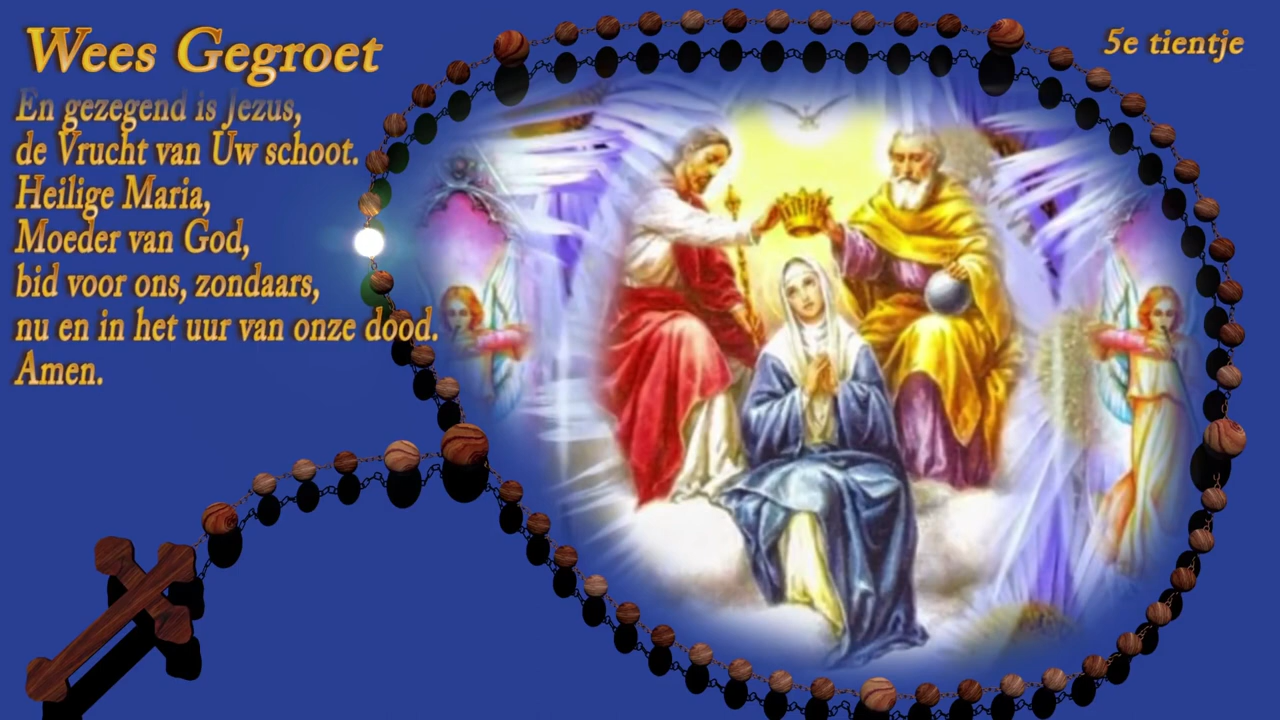 Wees Gegroet
5e tientje
En gezegend is Jezus,
de Vrucht van Uw schoot.
Heilige Maria,
Moeder van God,
bid voor ons, zondaars,
nu en in het uur van onze dood.
Amen.